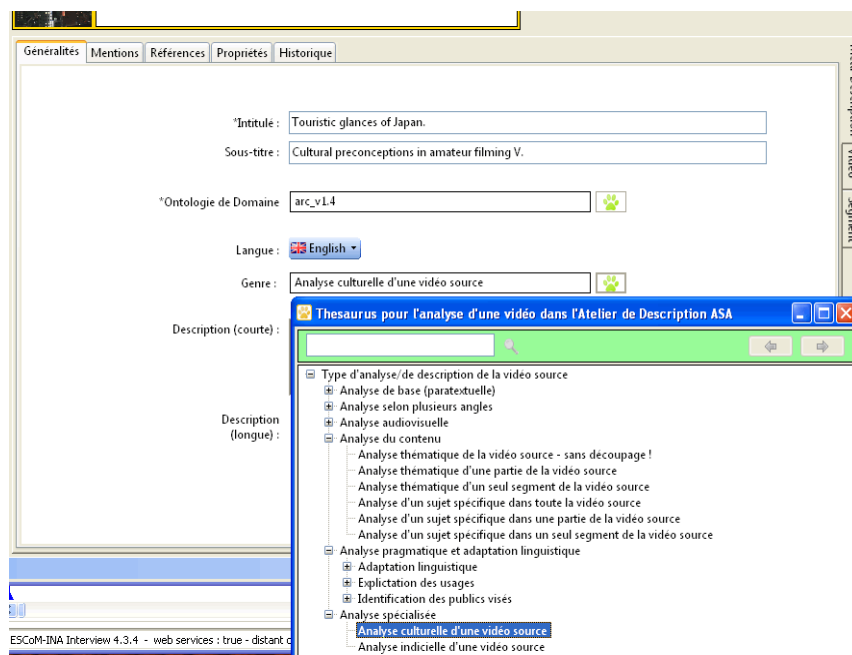 Généralités Mentions Références Propriétés Historique
*Intitulé : Touristic glances of Japan.
Sous-titre : Cultural preconceptions in amateur filming V.
*Ontologie de Domaine arc_v1.4
Langue : English
Genre : Analyse culturelle d'une vidéo source
Thesaurus pour l'analyse d'une vidéo dans l'Atelier de Description ASA
Description (courte) :
Type d'analyse/de description de la vidéo source
Analyse de base (paratextuelle)
Analyse selon plusieurs angles
Analyse audiovisuelle
Description
(longue) :
Analyse du contenu
Analyse thématique de la vidéo source - sans découpage !
Analyse thématique d'une partie de la vidéo source
Analyse thématique d'un seul segment de la vidéo source
Analyse d'un sujet spécifique dans toute la vidéo source
Analyse d'un sujet spécifique dans une partie de la vidéo source
Analyse d'un sujet spécifique dans un seul segment de la vidéo source
Analyse pragmatique et adaptation linguistique
Adaptation linguistique
Explictation des usages
Identification des publics visés
Analyse spécialisée
Analyse culturelle d'une vidéo source
Analyse indicielle d'une vidéo source
ESCoM-INA Interview 4.3.4 - web services : true - distant
Description
Vidéo
Segment